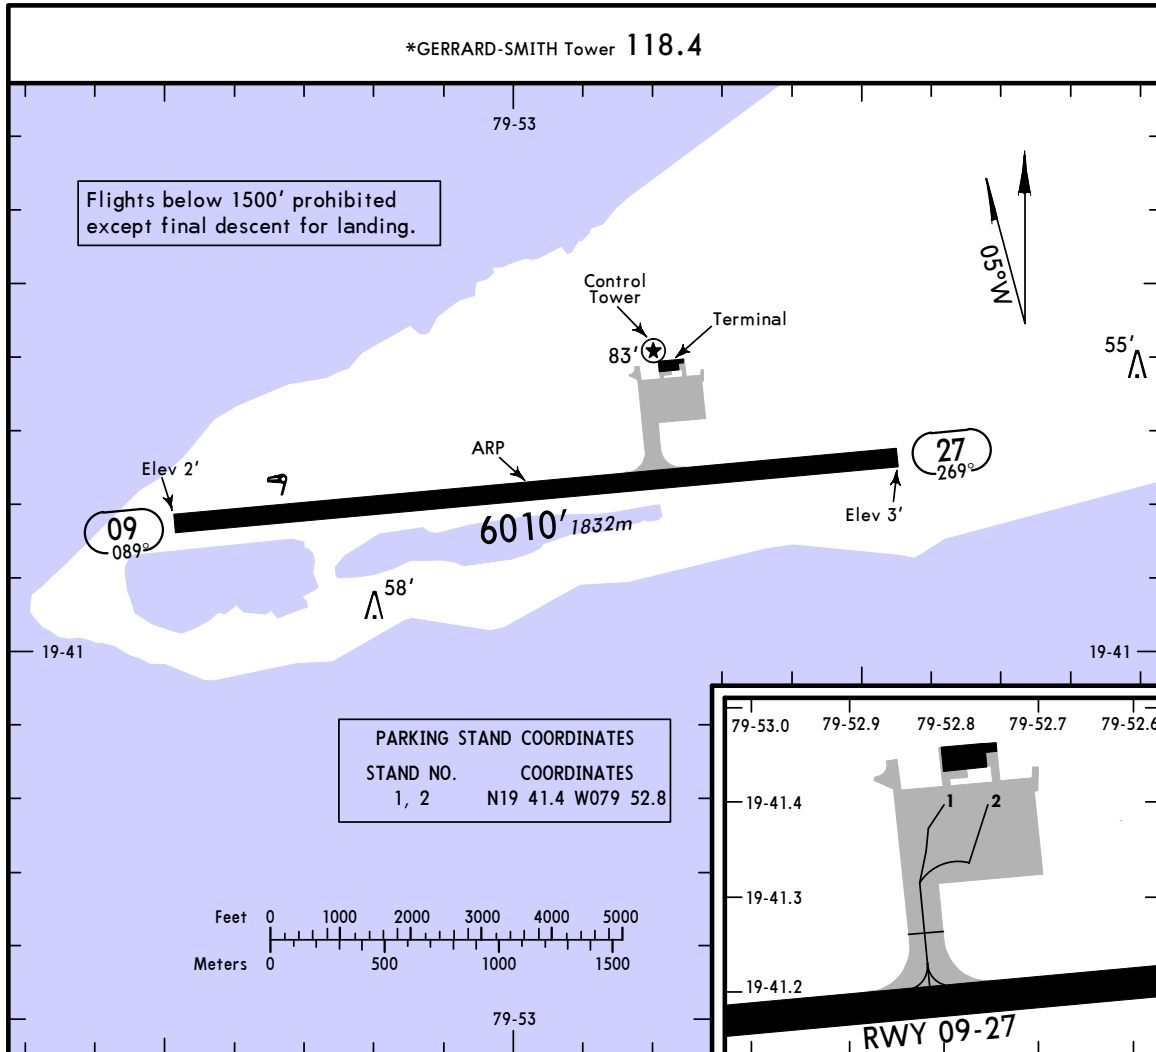 *GERRARD-SMITH Tower 118.4
79-53
Flights below 1500' prohibited
except final descent for landing.
05°W
Control
Tower
Terminal
83'
55'
ARP
Elev 2'
27
269°
09
089°
6010' 1832m
Elev 3'
58'
19-41
19-41
PARKING STAND COORDINATES
STAND NO. COORDINATES
1, 2 N19 41.4 W079 52.8
79-53.0 79-52.9 79-52.8 79-52.7 79-52.6
19-41.4
1 2
19-41.3
19-41.2
RWY 09-27
Feet 0 1000 2000 3000 4000 5000
Meters 0 500 1000 1500
79-53